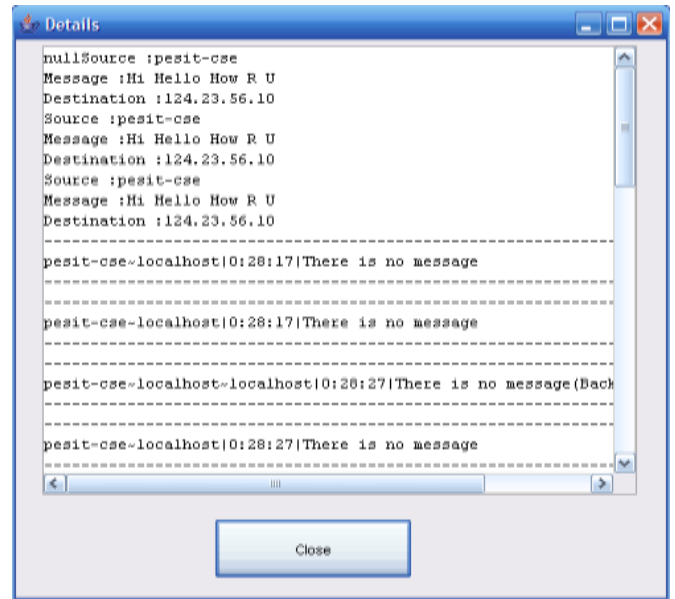 Details
nullSource :pesit-cse
Message :Hi Hello How R U
Destination :124.23.56.10
Source :pesit-cse
Message :Hi Hello How R U
Destination :124.23.56.10
Source :pesit-cse
Message :Hi Hello How R U
Destination :124.23.56.10
--------------------------------------------------------
pesit-cse~localhost|0:28:17|There is no message
--------------------------------------------------------
--------------------------------------------------------
pesit-cse~localhost|0:28:17|There is no message
--------------------------------------------------------
--------------------------------------------------------
pesit-cse~localhost~localhost|0:28:27|There is no message(Back
--------------------------------------------------------
--------------------------------------------------------
pesit-cse~localhost|0:28:27|There is no message
--------------------------------------------------------
Close